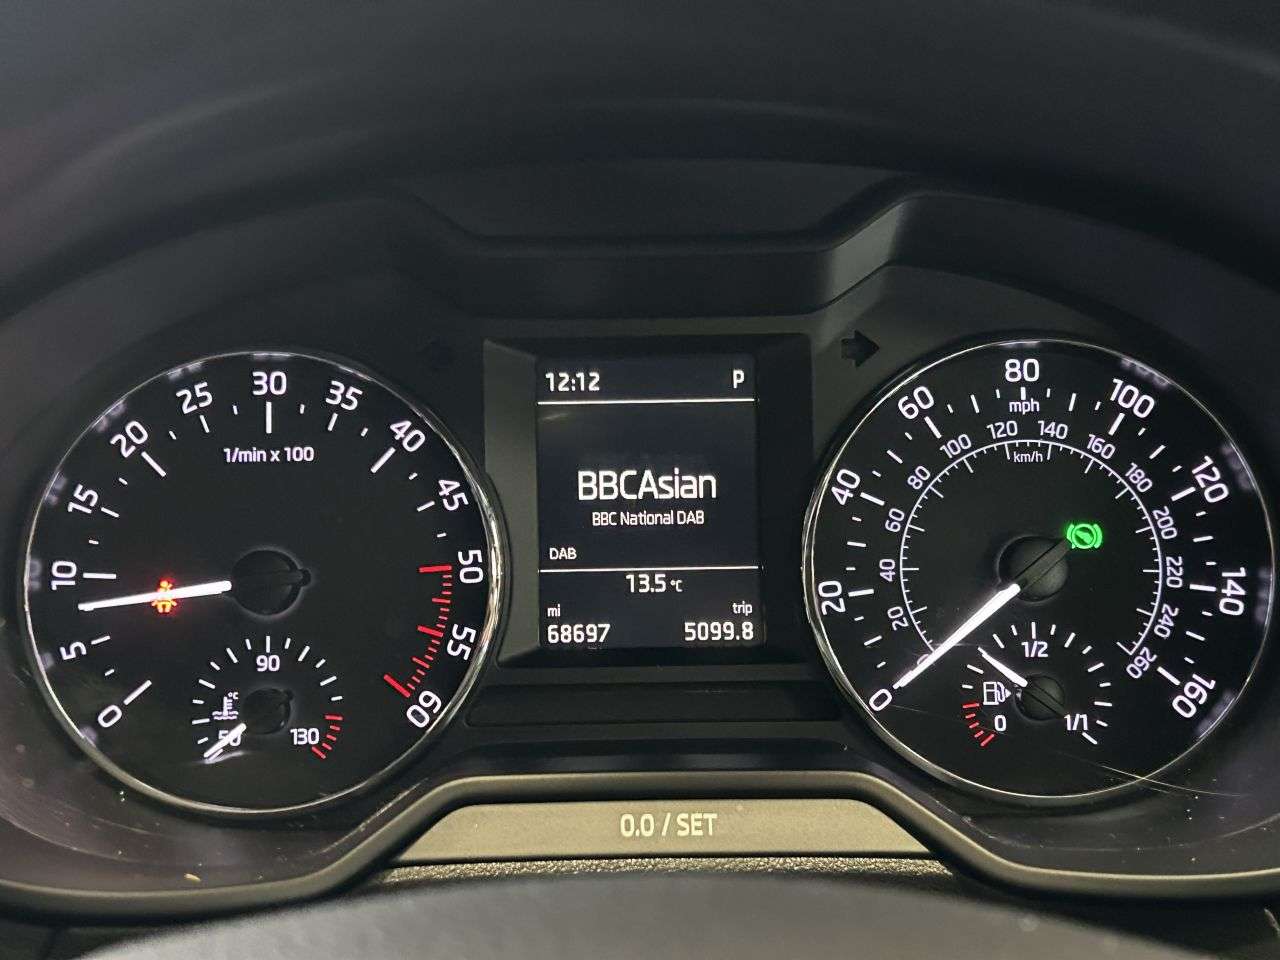 12:12 P
BBCAsian
BBC National DAB
DAB
13.5 °C
mi trip
68697 5099.8
0 5 10 15 20 25 30 35 40 45 50 55 60
1/min x 100
°C
50 90 130
0 20 40 60 80 100 120 140 160
mph
20 40 60 80 100 120 140 160 180 200 220 240 260
km/h
0 1/2 1/1
0.0 / SET